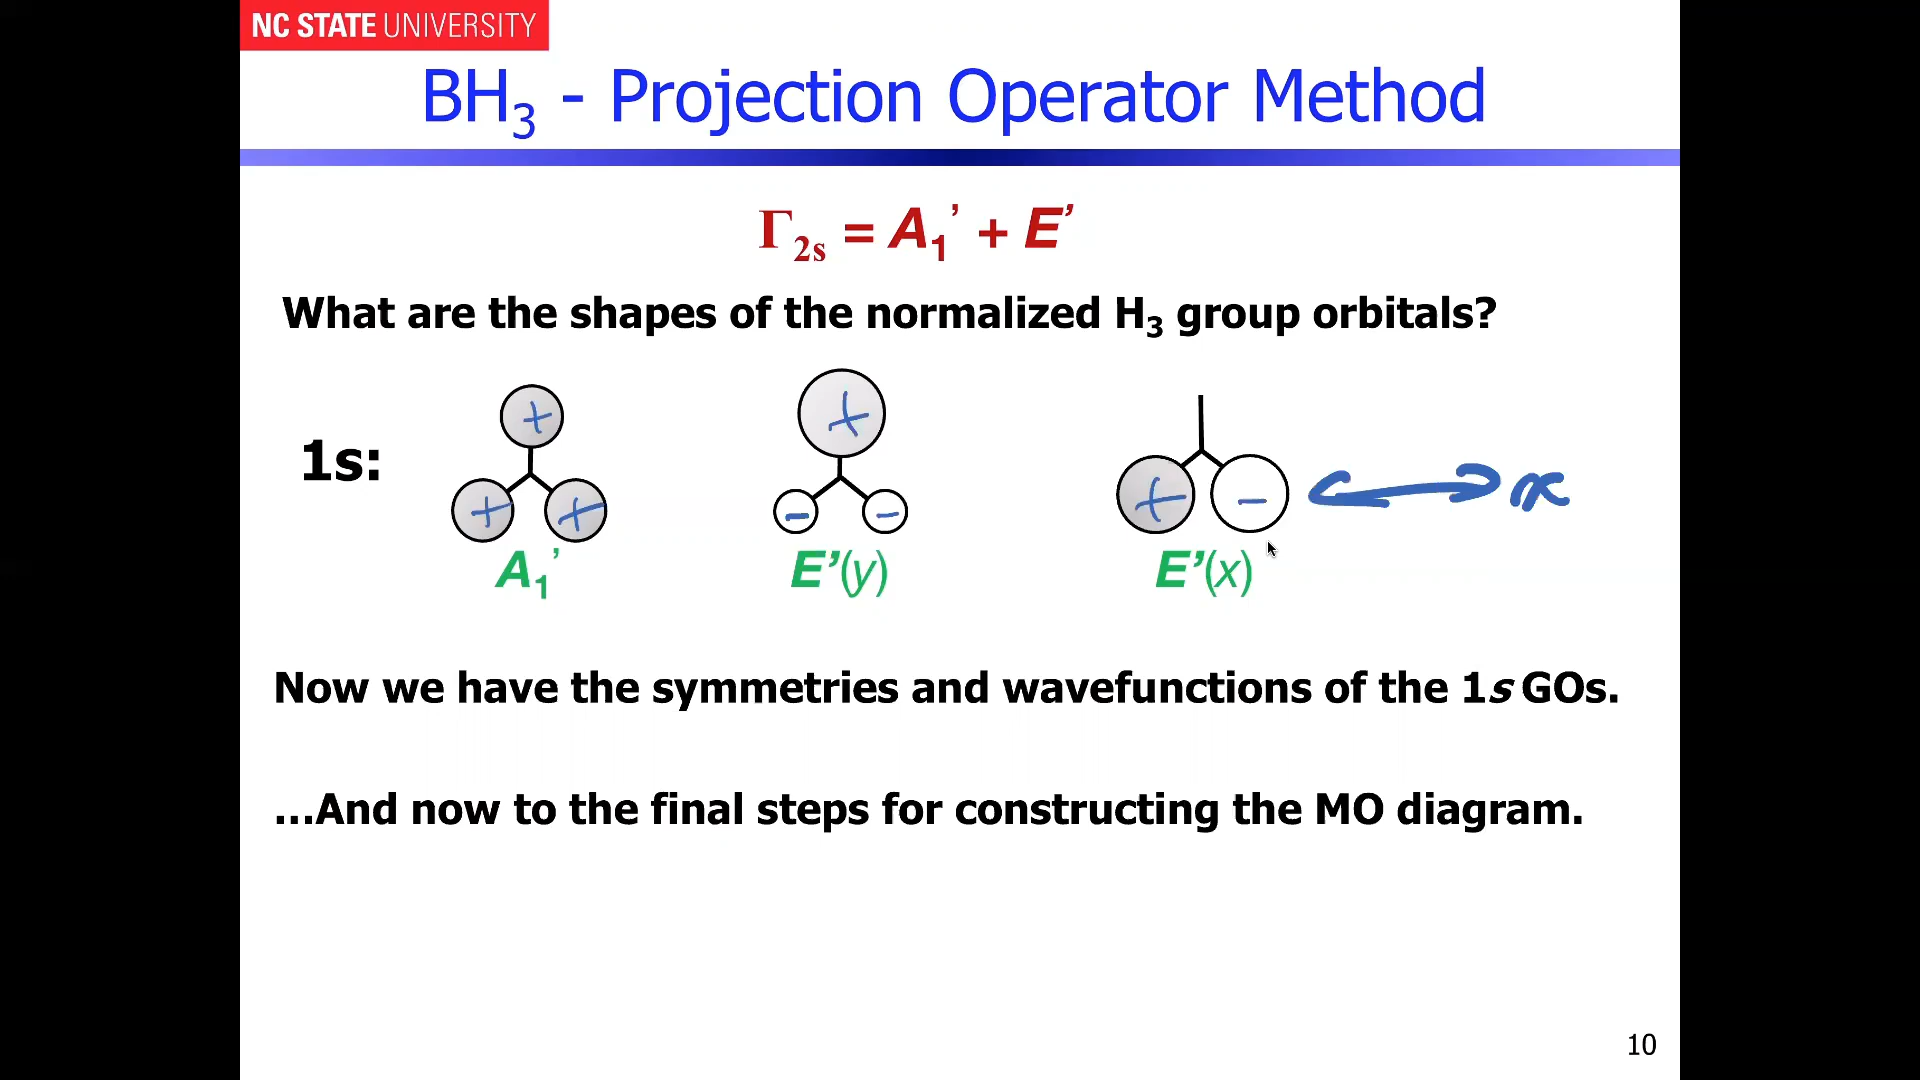 NC STATE UNIVERSITY
BH₃ - Projection Operator Method
Γ₂ₛ = A₁’ + E’
What are the shapes of the normalized H₃ group orbitals?
+ + + -
1s:
+ + - - + - x
A₁’ E’(y) E’(x)
Now we have the symmetries and wavefunctions of the 1s GOs.
...And now to the final steps for constructing the MO diagram.
10